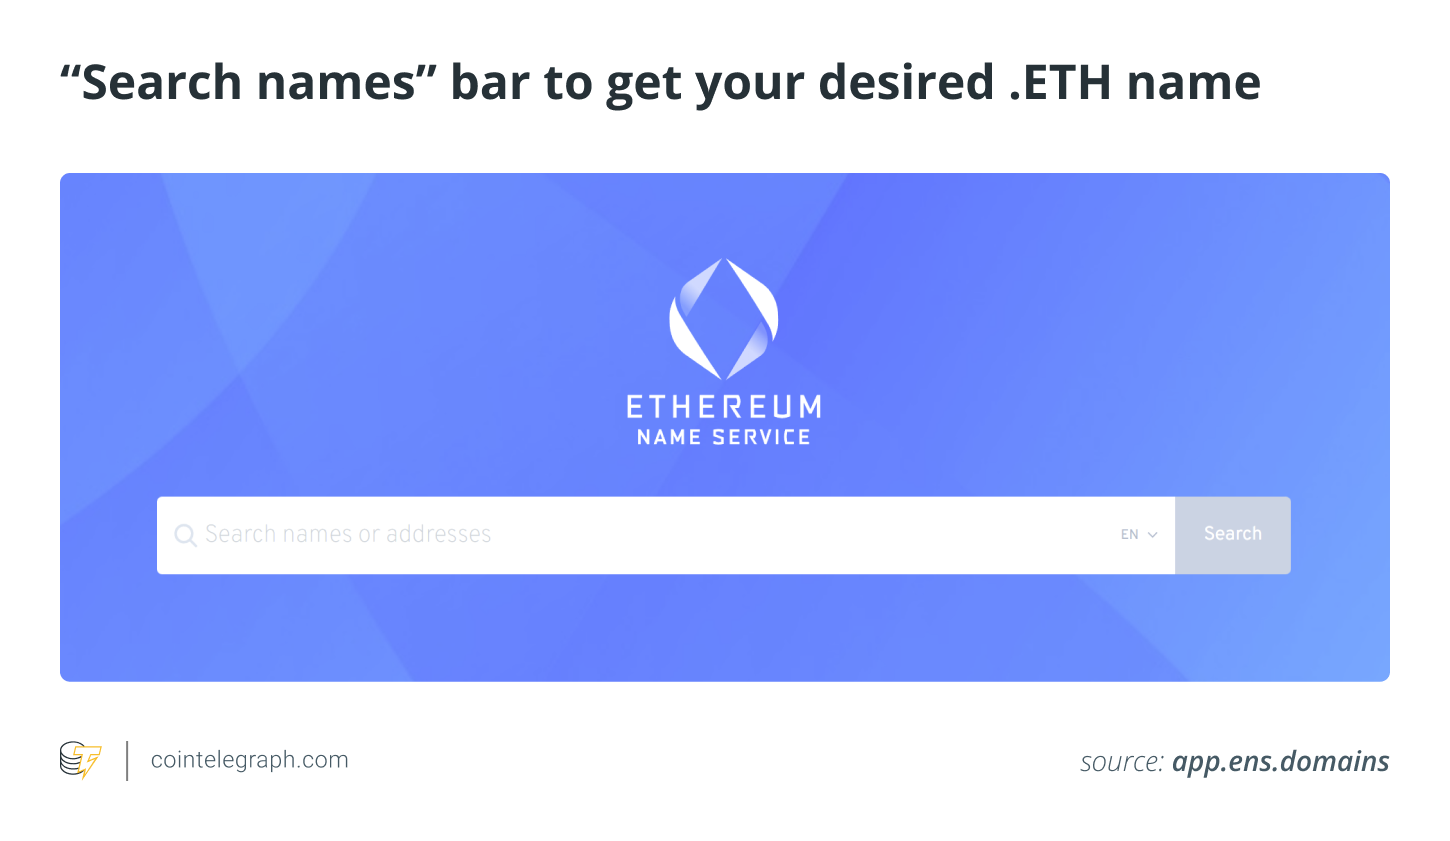 “Search names” bar to get your desired .ETH name
ETHEREUM
NAME SERVICE
Search names or addresses
EN
Search
cointelegraph.com
source: app.ens.domains